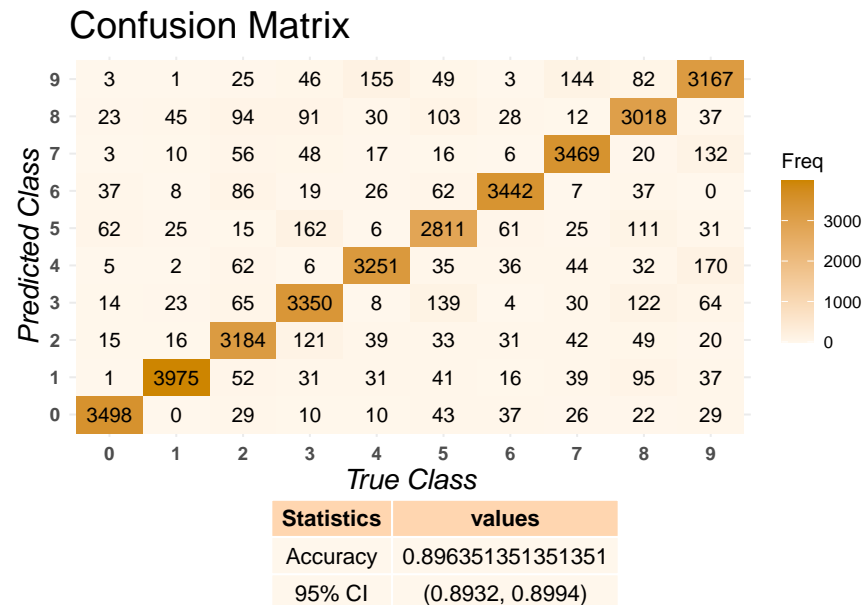 Confusion Matrix
Predicted Class
9 3 1 25 46 155 49 3 144 82 3167
8 23 45 94 91 30 103 28 12 3018 37
7 3 10 56 48 17 16 6 3469 20 132
6 37 8 86 19 26 62 3442 7 37 0
5 62 25 15 162 6 2811 61 25 111 31
4 5 2 62 6 3251 35 36 44 32 170
3 14 23 65 3350 8 139 4 30 122 64
2 15 16 3184 121 39 33 31 42 49 20
1 1 3975 52 31 31 41 16 39 95 37
0 3498 0 29 10 10 43 37 26 22 29
0 1 2 3 4 5 6 7 8 9
True Class
Freq
3000
2000
1000
0
Statistics values
Accuracy 0.896351351351351
95% CI (0.8932, 0.8994)